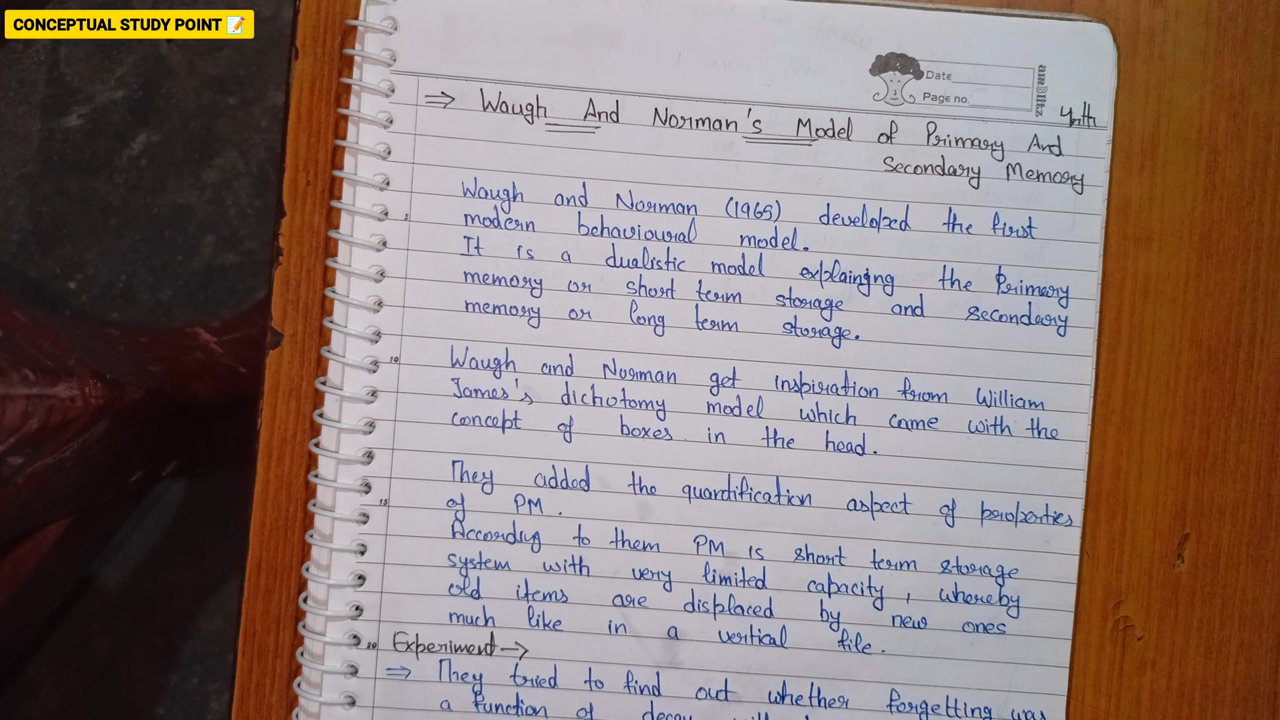 CONCEPTUAL STUDY POINT 📝
Date
Page no.
⇒ Waugh And Norman's Model of Primary And
Secondary Memory
Waugh and Norman (1965) developed the first
modern behavioural model.
It is a dualistic model explaingng the Primary
memory or short term storage and secondary
memory or long term storage.
10
Waugh and Norman get inspiration from William
James's dichotomy model which came with the
concept of boxes in the head.
They added the quantification aspect of properties
15
of PM.
According to them PM is short term storage
system with very limited capacity, whereby
old items are displaced by new ones
much like in a vertical file.
20
Experiment→
⇒ They tried to find out whether forgetting was
a function of decay